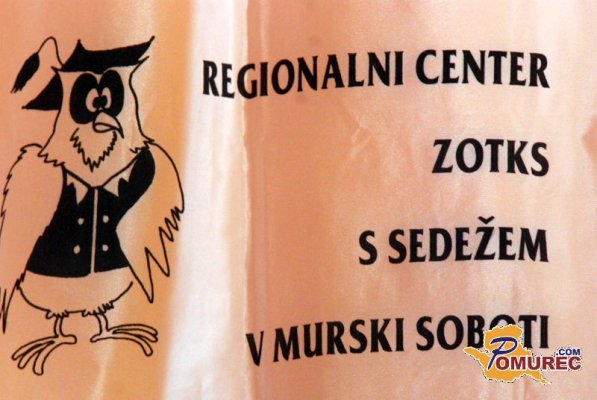 REGIONALNI CENTER
ZOTKS
S SEDEŽEM
V MURSKI SOBOTI
POMUREC.COM